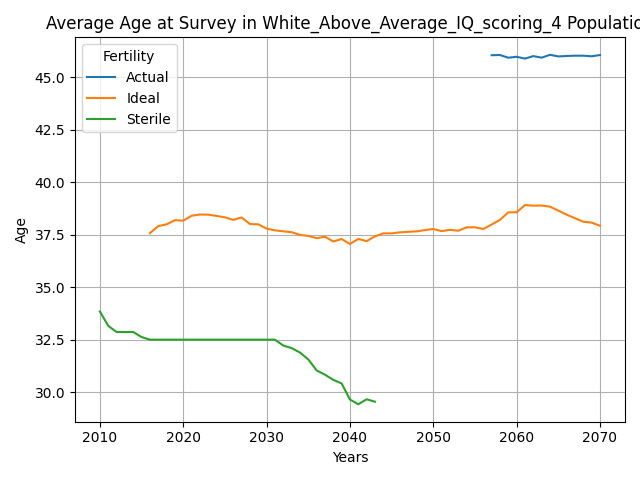 Average Age at Survey in White_Above_Average_IQ_scoring_4 Populatio
Fertility
Actual
Ideal
Sterile
Age
45.0
42.5
40.0
37.5
35.0
32.5
30.0
2010 2020 2030 2040 2050 2060 2070
Years